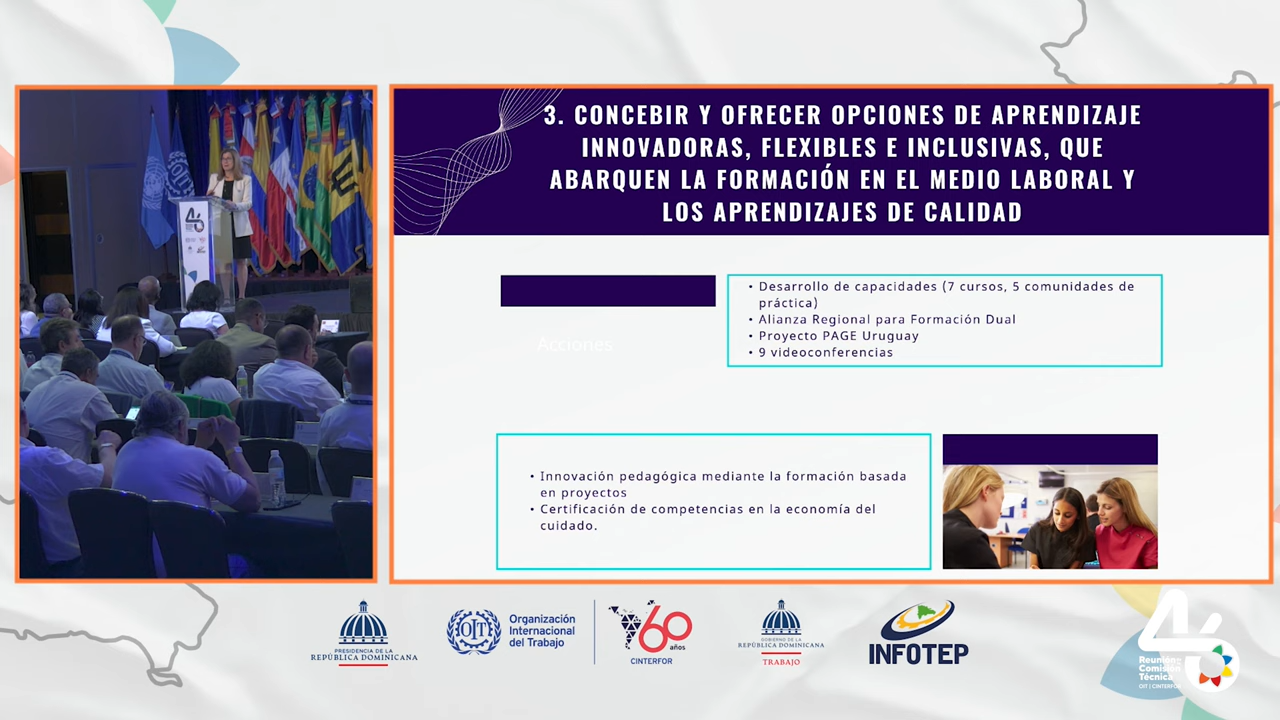 3. CONCEBIR Y OFRECER OPCIONES DE APRENDIZAJE
INNOVADORAS, FLEXIBLES E INCLUSIVAS, QUE
ABARQUEN LA FORMACIÓN EN EL MEDIO LABORAL Y
LOS APRENDIZAJES DE CALIDAD
Acciones
• Desarrollo de capacidades (7 cursos, 5 comunidades de
práctica)
• Alianza Regional para Formación Dual
• Proyecto PAGE Uruguay
• 9 videoconferencias
• Innovación pedagógica mediante la formación basada
en proyectos
• Certificación de competencias en la economía del
cuidado.
46
PRESIDENCIA DE LA
REPÚBLICA DOMINICANA
OIT
Organización
Internacional
del Trabajo
60
años
CINTERFOR
GOBIERNO DE LA
REPÚBLICA DOMINICANA
TRABAJO
INFOTEP
46
Reunión
Comisión
Técnica
OIT | CINTERFOR